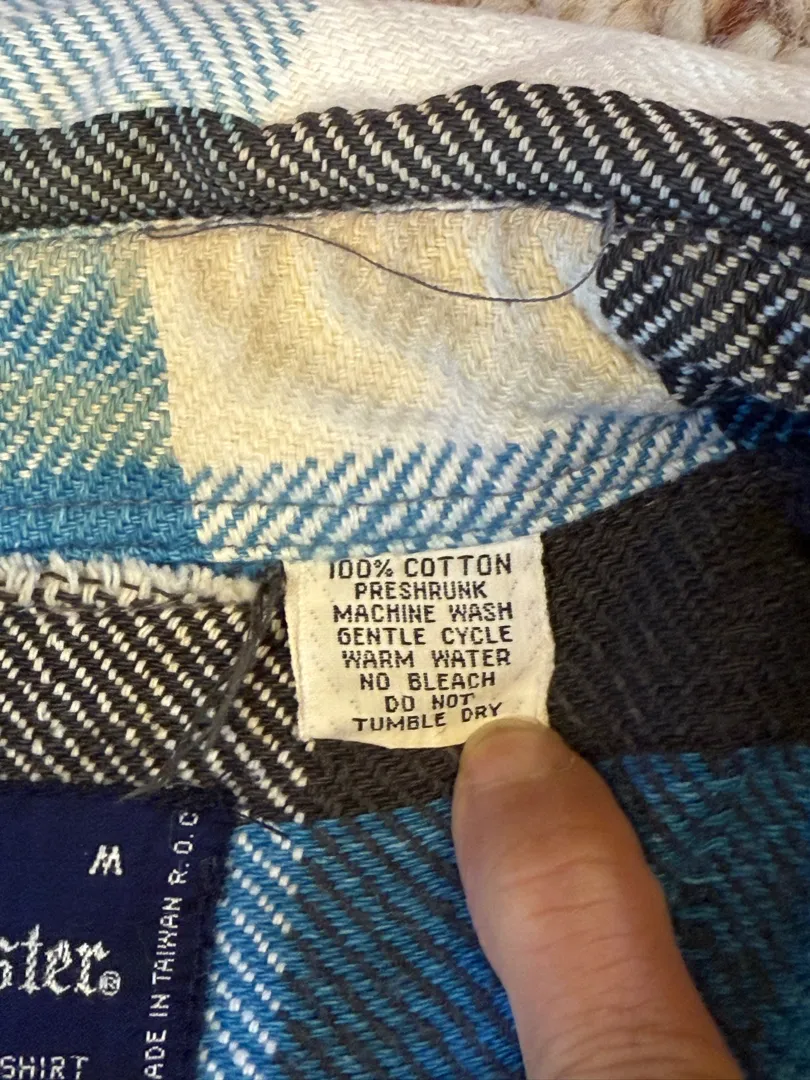 100% COTTON
PRESHRUNK
MACHINE WASH
GENTLE CYCLE
WARM WATER
NO BLEACH
DO NOT
TUMBLE DRY
M
ster®
SHIRT
ADE IN TAIWAN R.O.C